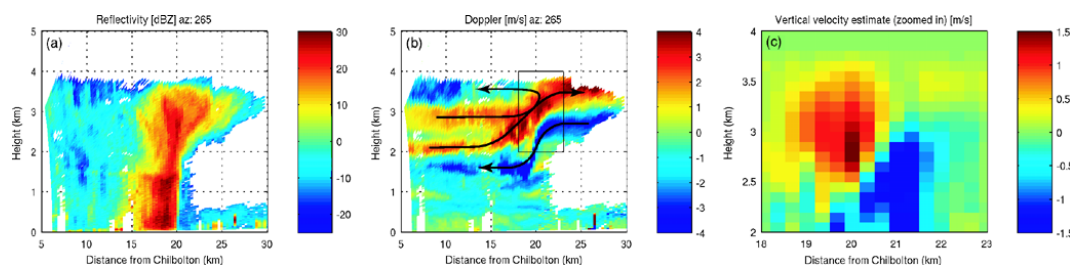 Reflectivity [dBZ] az: 265
(a)
5
4
3
2
1
0
Height (km)
5 10 15 20 25 30
Distance from Chilbolton (km)
30
20
10
0
-10
-20
Doppler [m/s] az: 265
(b)
5
4
3
2
1
0
Height (km)
5 10 15 20 25 30
Distance from Chilbolton (km)
4
3
2
1
0
-1
-2
-3
-4
Vertical velocity estimate (zoomed in) [m/s]
(c)
4
3.5
3
2.5
2
Height (km)
18 19 20 21 22 23
Distance from Chilbolton (km)
1.5
1
0.5
0
-0.5
-1
-1.5